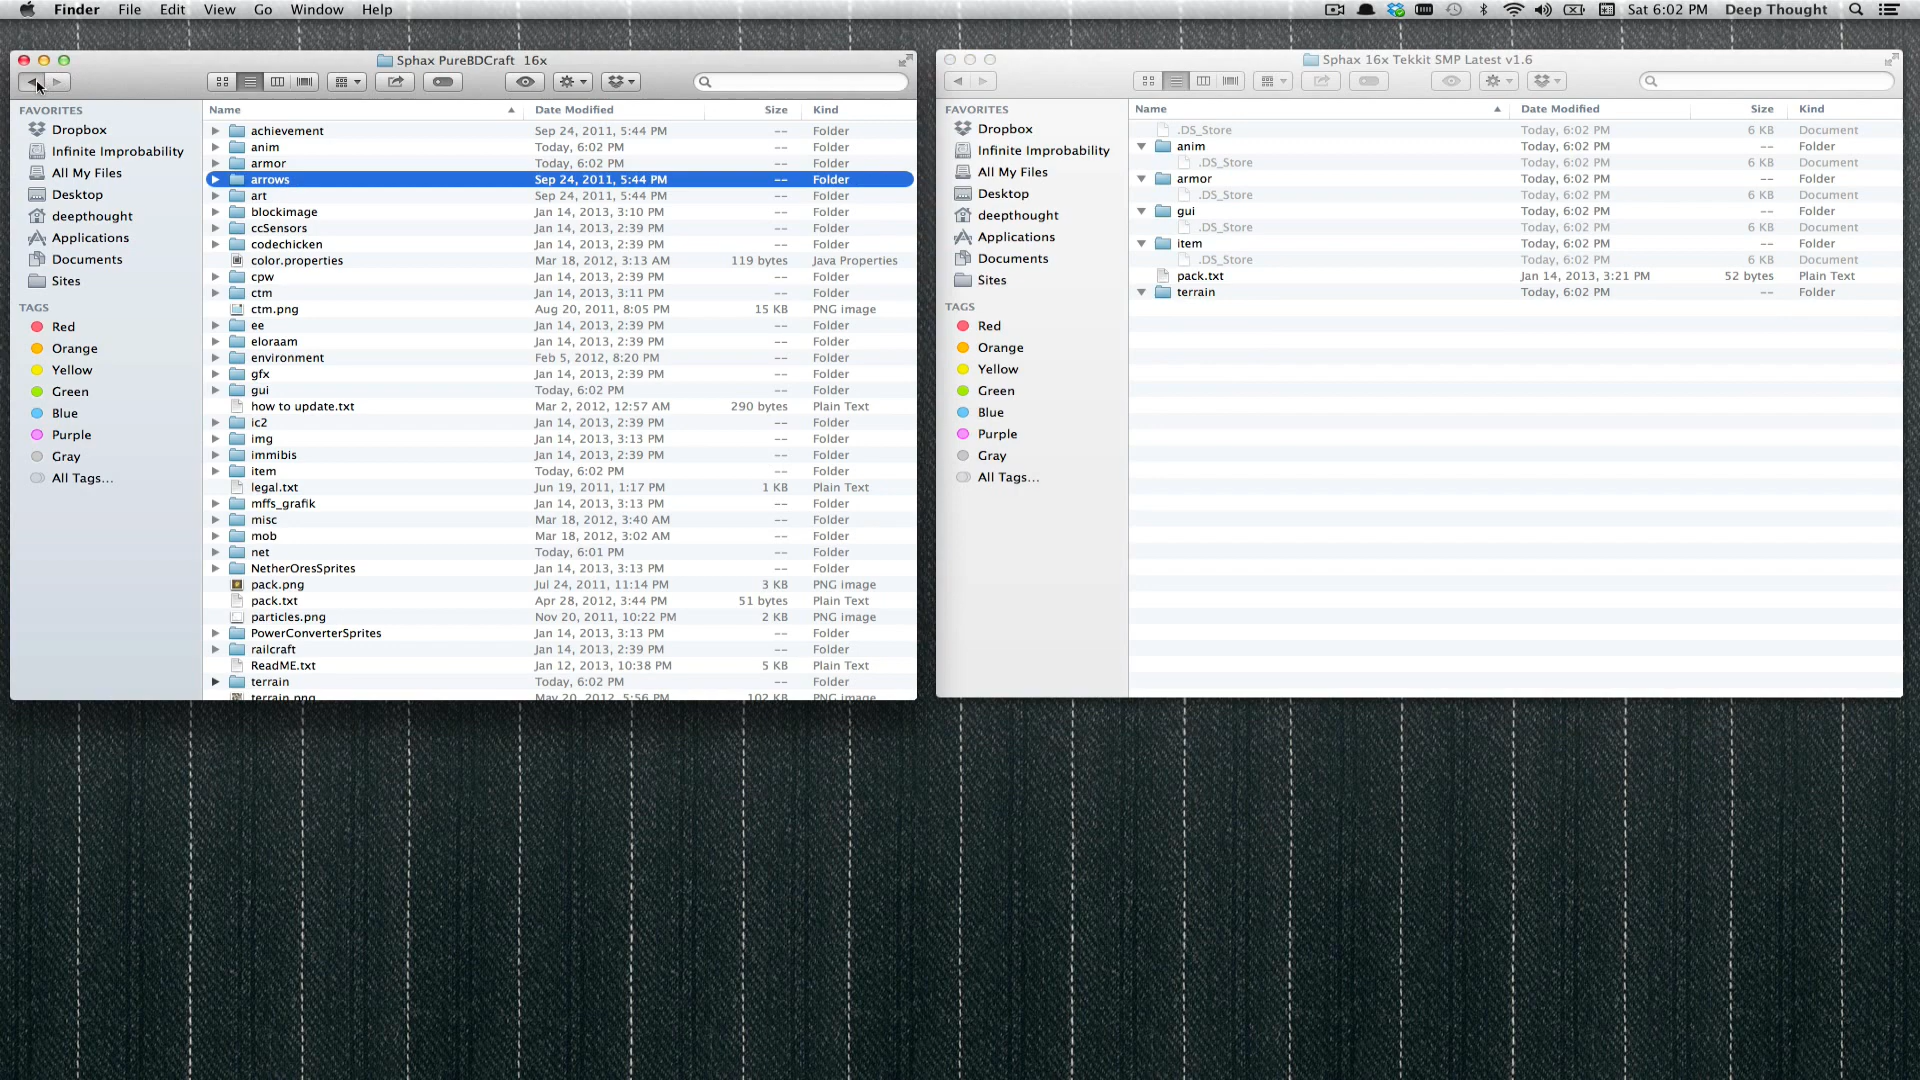 Finder File Edit View Go Window Help Sat 6:02 PM Deep Thought
Sphax PureBDCraft 16x
FAVORITES
Dropbox
Infinite Improbability
All My Files
Desktop
deepthought
Applications
Documents
Sites
TAGS
Red
Orange
Yellow
Green
Blue
Purple
Gray
All Tags...
Name Date Modified Size Kind
achievement Sep 24, 2011, 5:44 PM -- Folder
anim Today, 6:02 PM -- Folder
armor Today, 6:02 PM -- Folder
arrows Sep 24, 2011, 5:44 PM -- Folder
art Sep 24, 2011, 5:44 PM -- Folder
blockimage Jan 14, 2013, 3:10 PM -- Folder
ccSensors Jan 14, 2013, 2:39 PM -- Folder
codechicken Jan 14, 2013, 2:39 PM -- Folder
color.properties Mar 18, 2012, 3:13 AM 119 bytes Java Properties
cpw Jan 14, 2013, 2:39 PM -- Folder
ctm Jan 14, 2013, 3:11 PM -- Folder
ctm.png Aug 20, 2011, 8:05 PM 15 KB PNG image
ee Jan 14, 2013, 2:39 PM -- Folder
eloraam Jan 14, 2013, 2:39 PM -- Folder
environment Feb 5, 2012, 8:20 PM -- Folder
gfx Jan 14, 2013, 2:39 PM -- Folder
gui Today, 6:02 PM -- Folder
how to update.txt Mar 2, 2012, 12:57 AM 290 bytes Plain Text
ic2 Jan 14, 2013, 2:39 PM -- Folder
img Jan 14, 2013, 3:13 PM -- Folder
immibis Jan 14, 2013, 2:39 PM -- Folder
item Today, 6:02 PM -- Folder
legal.txt Jun 19, 2011, 1:17 PM 1 KB Plain Text
mffs_grafik Jan 14, 2013, 3:13 PM -- Folder
misc Mar 18, 2012, 3:40 AM -- Folder
mob Mar 18, 2012, 3:02 AM -- Folder
net Today, 6:01 PM -- Folder
NetherOresSprites Jan 14, 2013, 3:13 PM -- Folder
pack.png Jul 24, 2011, 11:14 PM 3 KB PNG image
pack.txt Apr 28, 2012, 3:44 PM 51 bytes Plain Text
particles.png Nov 20, 2011, 10:22 PM 2 KB PNG image
PowerConverterSprites Jan 14, 2013, 3:13 PM -- Folder
railcraft Jan 14, 2013, 2:39 PM -- Folder
ReadME.txt Jan 12, 2013, 10:38 PM 5 KB Plain Text
terrain Today, 6:02 PM -- Folder
terrain.png May 20, 2012, 5:56 PM 102 KB PNG image
Sphax 16x Tekkit SMP Latest v1.6
FAVORITES
Dropbox
Infinite Improbability
All My Files
Desktop
deepthought
Applications
Documents
Sites
TAGS
Red
Orange
Yellow
Green
Blue
Purple
Gray
All Tags...
Name Date Modified Size Kind
.DS_Store Today, 6:02 PM 6 KB Document
anim Today, 6:02 PM -- Folder
.DS_Store Today, 6:02 PM 6 KB Document
armor Today, 6:02 PM -- Folder
.DS_Store Today, 6:02 PM 6 KB Document
gui Today, 6:02 PM -- Folder
.DS_Store Today, 6:02 PM 6 KB Document
item Today, 6:02 PM -- Folder
.DS_Store Today, 6:02 PM 6 KB Document
pack.txt Jan 14, 2013, 3:21 PM 52 bytes Plain Text
terrain Today, 6:02 PM -- Folder